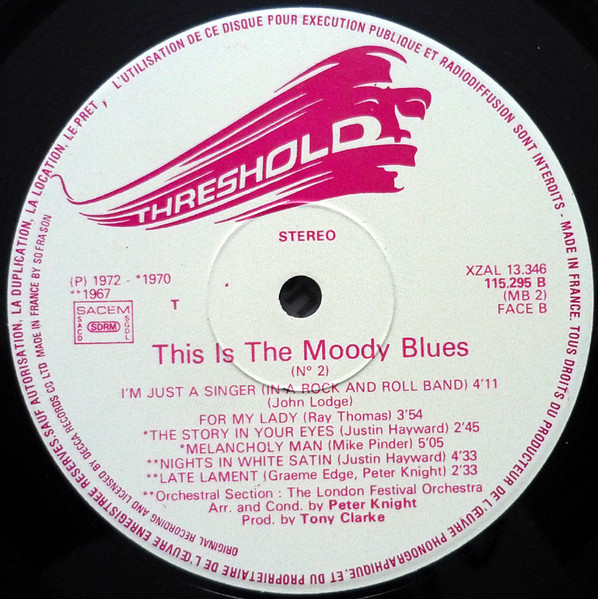 L'UTILISATION DE CE DISQUE POUR EXECUTION PUBLIQUE ET RADIODIFFUSION SONT INTERDITS - MADE IN FRANCE. TOUS DROITS DU PRODUCTEUR DE L'ŒUVRE PHONOGRAPHIQUE, ET DU PROPRIETAIRE DE L'ŒUVRE ENREGISTREE RESERVES. SAUF AUTORISATION, LA DUPLICATION, LA LOCATION, LE PRET,
ORIGINAL RECORDING AND LICENSED BY DECCA RECORDS CO LTD MADE IN FRANCE BY SOFRASON
THRESHOLD
STEREO
(P) 1972 - *1970
**1967
T
SACEM
SACD
SDRM
SGDL
XZAL 13.346
115.295 B
(MB 2)
FACE B
This Is The Moody Blues
(Nº 2)
I'M JUST A SINGER (IN A ROCK AND ROLL BAND) 4'11
(John Lodge)
FOR MY LADY (Ray Thomas) 3'54
*THE STORY IN YOUR EYES (Justin Hayward) 2'45
*MELANCHOLY MAN (Mike Pinder) 5'05
**NIGHTS IN WHITE SATIN (Justin Hayward) 4'33
**LATE LAMENT (Graeme Edge, Peter Knight) 2'33
**Orchestral Section : The London Festival Orchestra
Arr. and Cond. by Peter Knight
Prod. by Tony Clarke